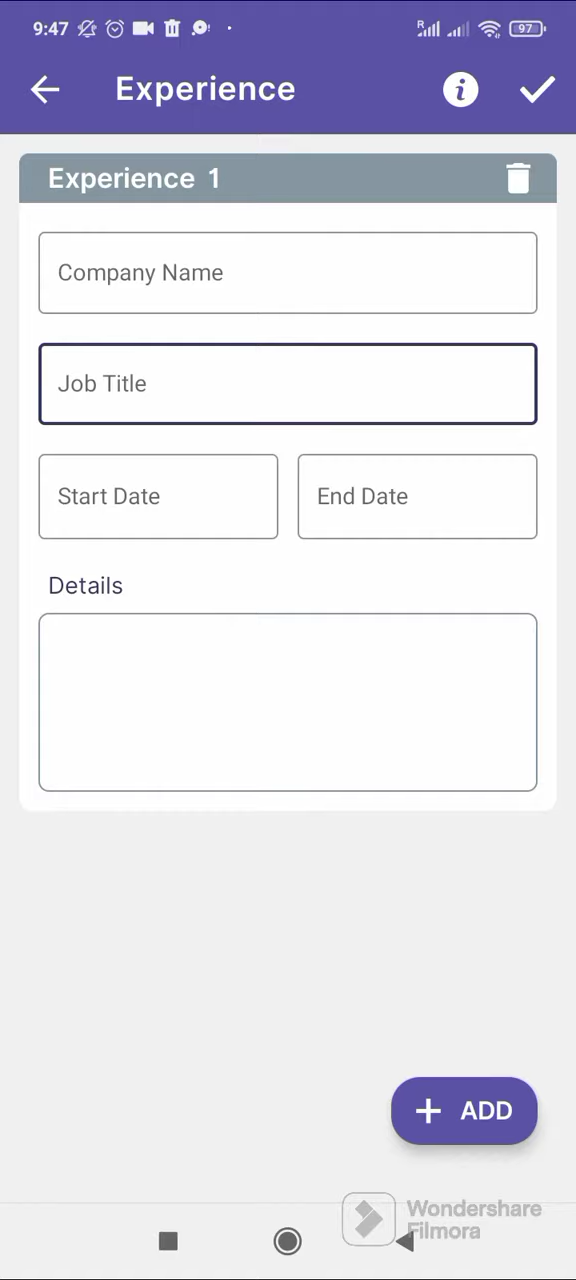 9:47
R
97
Experience
Experience 1
Company Name
Job Title
Start Date
End Date
Details
+ ADD
Wondershare
Filmora